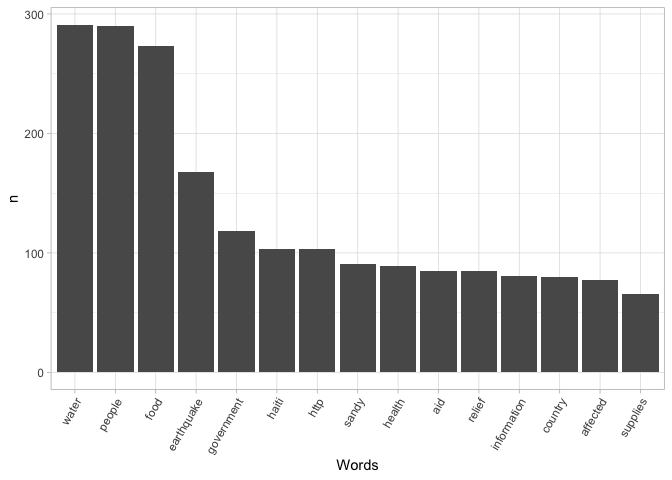 300
200
100
0
n
water
people
food
earthquake
government
haiti
http
sandy
health
aid
relief
information
country
affected
supplies
Words